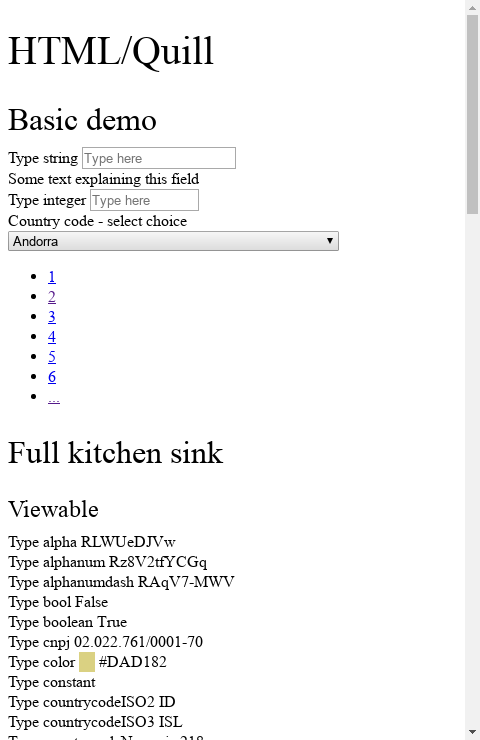 HTML/Quill
Basic demo
Type string Type here
Some text explaining this field
Type integer Type here
Country code - select choice
Andorra
1
2
3
4
5
6
...
Full kitchen sink
Viewable
Type alpha RLWUeDJVw
Type alphanum Rz8V2tfYCGq
Type alphanumdash RAqV7-MWV
Type bool False
Type boolean True
Type cnpj 02.022.761/0001-70
Type color #DAD182
Type constant
Type countrycodeISO2 ID
Type countrycodeISO3 ISL